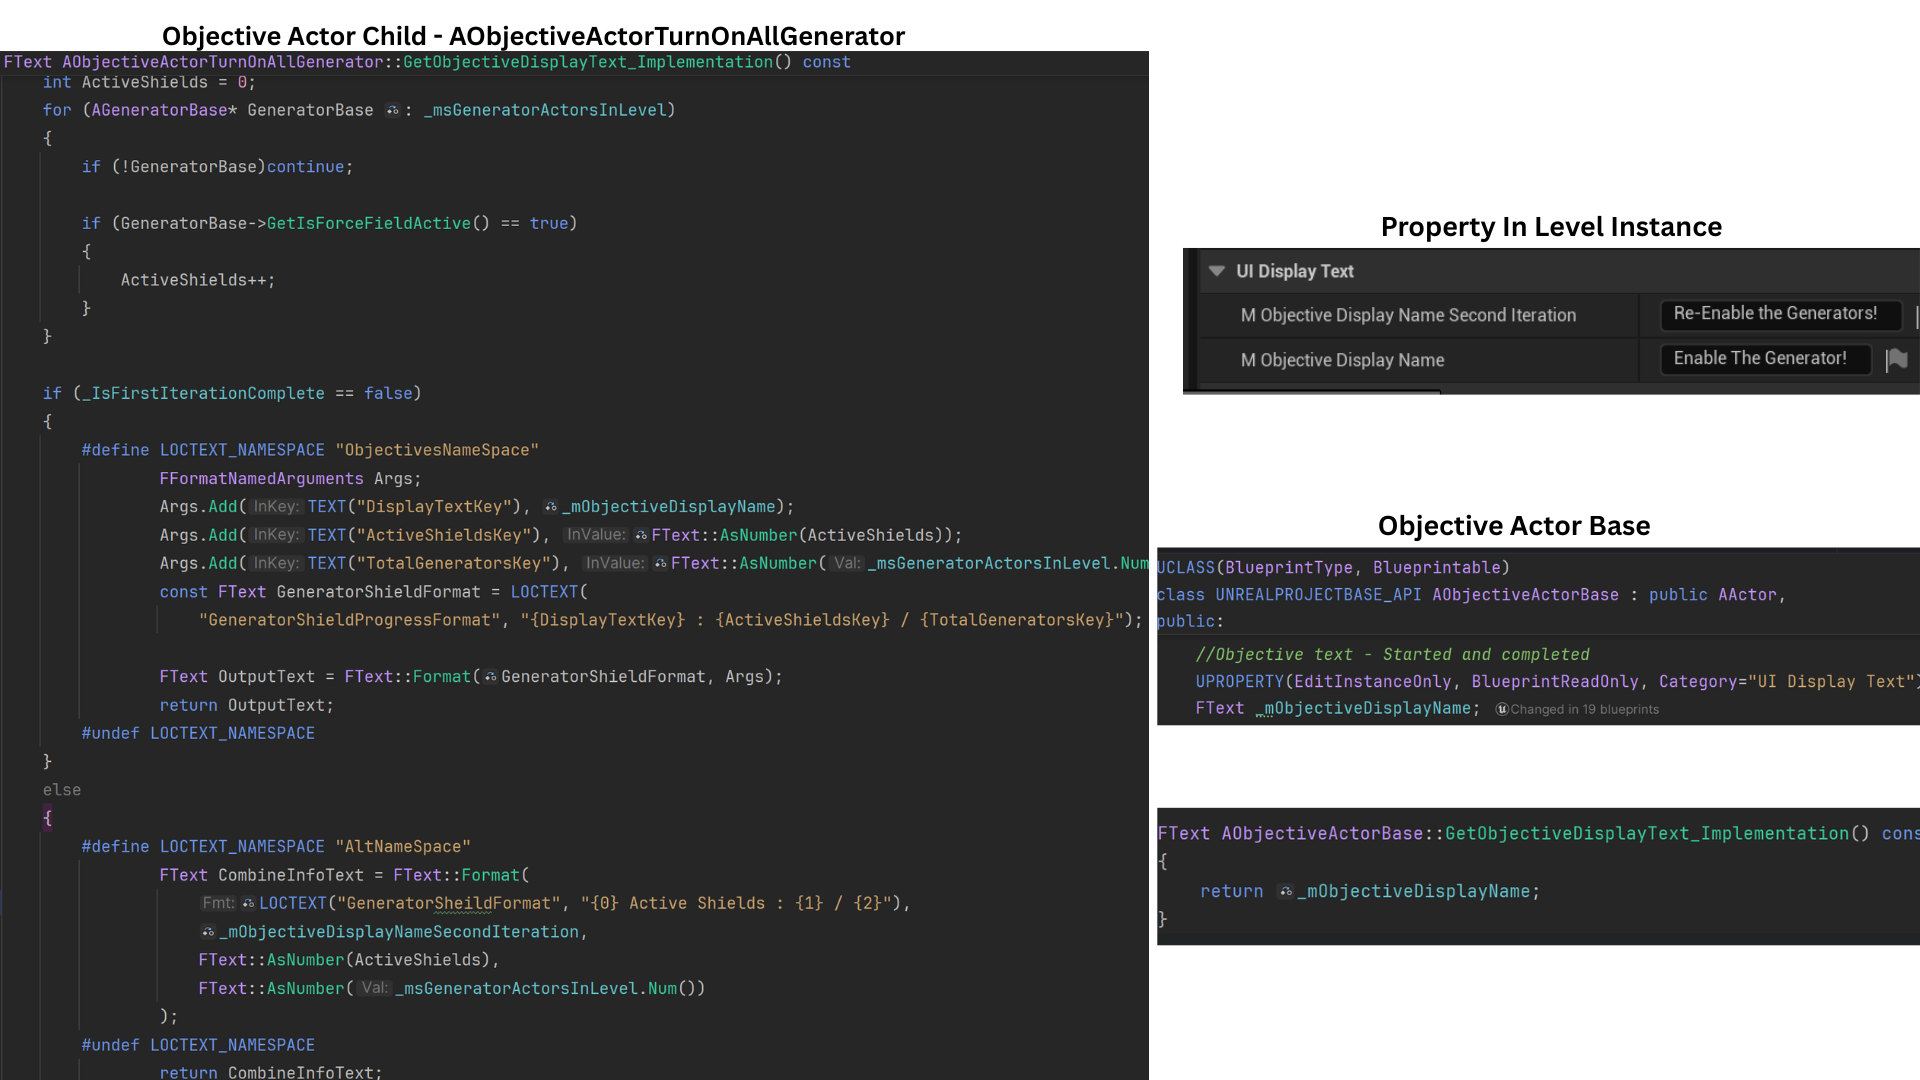 Objective Actor Child - AObjectiveActorTurnOnAllGenerator
FText AObjectiveActorTurnOnAllGenerator::GetObjectiveDisplayText_Implementation() const
int ActiveShields = 0;
for (AGeneratorBase* GeneratorBase : _msGeneratorActorsInLevel)
{
if (!GeneratorBase)continue;
if (GeneratorBase->GetIsForceFieldActive() == true)
{
ActiveShields++;
}
}
if (_IsFirstIterationComplete == false)
{
#define LOCTEXT_NAMESPACE "ObjectivesNameSpace"
FFormatNamedArguments Args;
Args.Add( InKey: TEXT("DisplayTextKey"), _mObjectiveDisplayName);
Args.Add( InKey: TEXT("ActiveShieldsKey"), InValue: FText::AsNumber(ActiveShields));
Args.Add( InKey: TEXT("TotalGeneratorsKey"), InValue: FText::AsNumber( Val: _msGeneratorActorsInLevel.Num
const FText GeneratorShieldFormat = LOCTEXT(
"GeneratorShieldProgressFormat", "{DisplayTextKey} : {ActiveShieldsKey} / {TotalGeneratorsKey}");
FText OutputText = FText::Format( GeneratorShieldFormat, Args);
return OutputText;
#undef LOCTEXT_NAMESPACE
}
else
{
#define LOCTEXT_NAMESPACE "AltNameSpace"
FText CombineInfoText = FText::Format(
Fmt: LOCTEXT("GeneratorSheildFormat", "{0} Active Shields : {1} / {2}"),
_mObjectiveDisplayNameSecondIteration,
FText::AsNumber(ActiveShields),
FText::AsNumber( Val: _msGeneratorActorsInLevel.Num())
);
#undef LOCTEXT_NAMESPACE
return CombineInfoText;
Property In Level Instance
UI Display Text
M Objective Display Name Second Iteration Re-Enable the Generators!
M Objective Display Name Enable The Generator!
Objective Actor Base
UCLASS(BlueprintType, Blueprintable)
class UNREALPROJECTBASE_API AObjectiveActorBase : public AActor,
public:
//Objective text - Started and completed
UPROPERTY(EditInstanceOnly, BlueprintReadOnly, Category="UI Display Text")
FText _mObjectiveDisplayName; Changed in 19 blueprints
FText AObjectiveActorBase::GetObjectiveDisplayText_Implementation() cons
{
return _mObjectiveDisplayName;
}